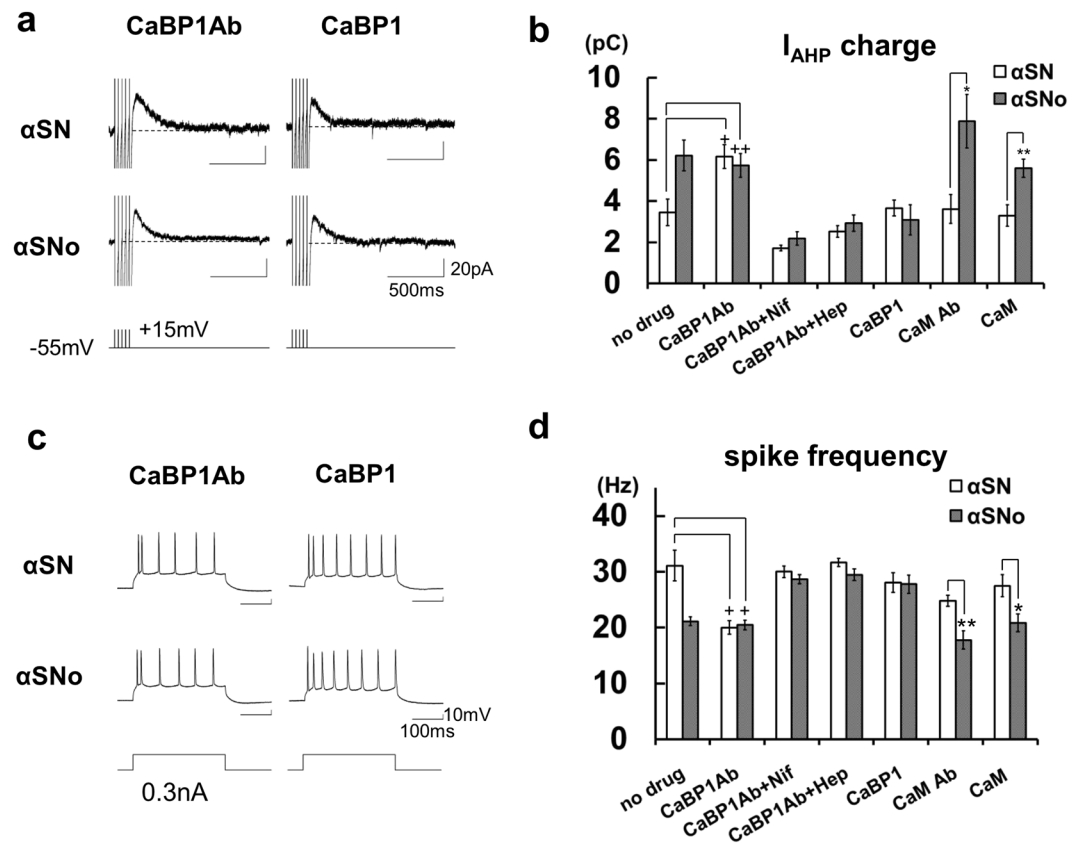 a
CaBP1Ab
CaBP1
αSN
αSNo
20pA
500ms
+15mV
-55mV
b
(pC)
I_AHP charge
αSN
αSNo
10
8
6
4
2
0
+
++
*
**
no drug
CaBP1Ab
CaBP1Ab+Nif
CaBP1Ab+Hep
CaBP1
CaM Ab
CaM
c
CaBP1Ab
CaBP1
αSN
αSNo
10mV
100ms
0.3nA
d
spike frequency
(Hz)
αSN
αSNo
40
30
20
10
0
+ +
**
*
no drug
CaBP1Ab
CaBP1Ab+Nif
CaBP1Ab+Hep
CaBP1
CaM Ab
CaM